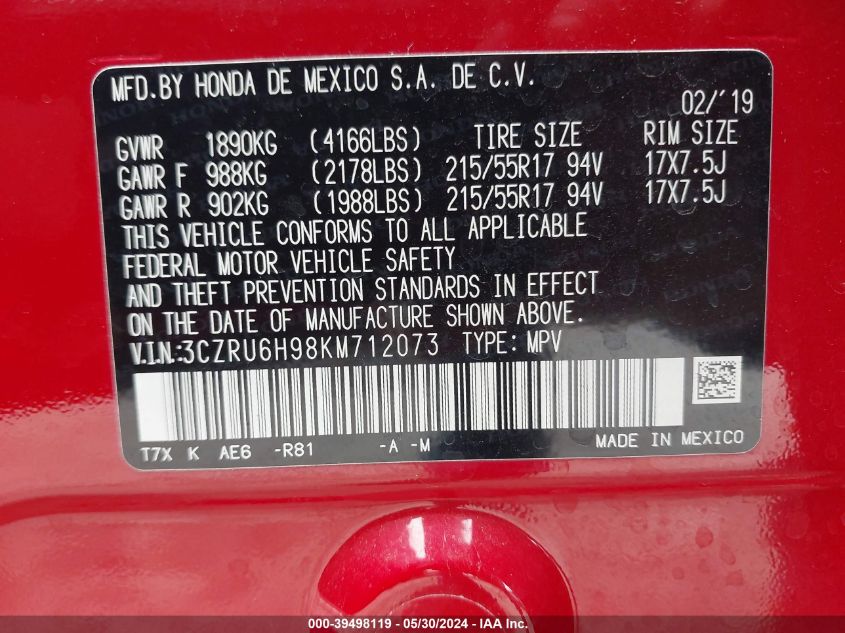 MFD.BY HONDA DE MEXICO S.A. DE C.V.
02/'19
GVWR 1890KG (4166LBS) TIRE SIZE RIM SIZE
GAWR F 988KG (2178LBS) 215/55R17 94V 17X7.5J
GAWR R 902KG (1988LBS) 215/55R17 94V 17X7.5J
THIS VEHICLE CONFORMS TO ALL APPLICABLE
FEDERAL MOTOR VEHICLE SAFETY
AND THEFT PREVENTION STANDARDS IN EFFECT
ON THE DATE OF MANUFACTURE SHOWN ABOVE.
V.I.N.:3CZRU6H98KM712073 TYPE: MPV
T7X K AE6 -R81 -A -M MADE IN MEXICO
000-39498119 - 05/30/2024 - IAA Inc.